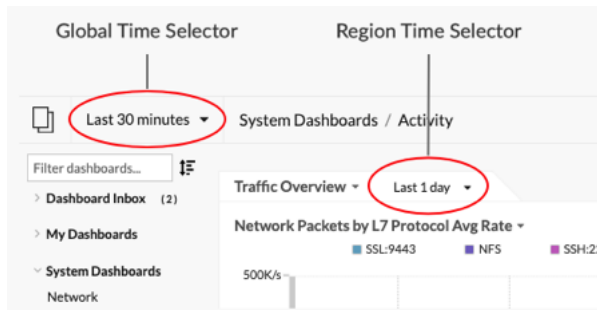 Global Time Selector
Region Time Selector
Last 30 minutes
System Dashboards / Activity
Filter dashboards...
Dashboard Inbox (2)
My Dashboards
System Dashboards
Network
Traffic Overview
Last 1 day
Network Packets by L7 Protocol Avg Rate
SSL:9443
NFS
500K/s